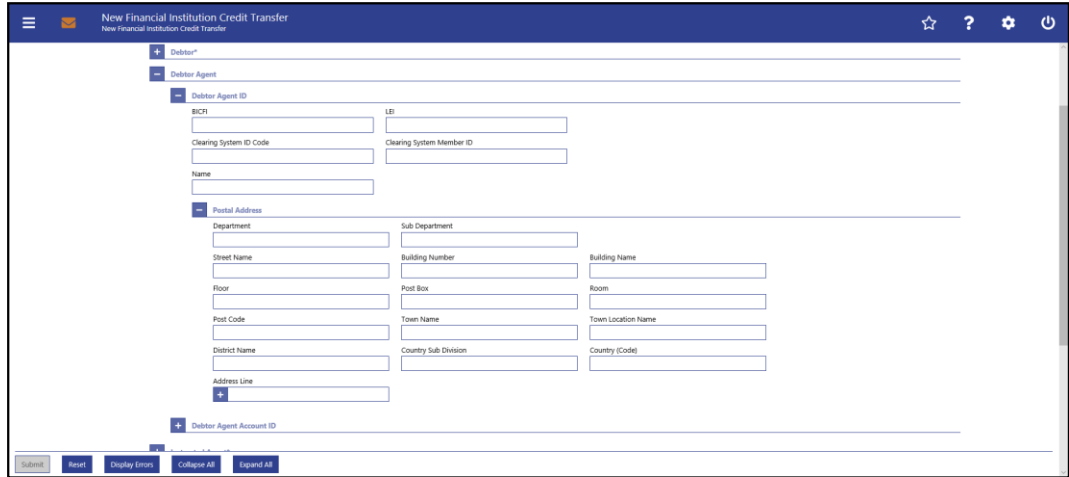 New Financial Institution Credit Transfer
New Financial Institution Credit Transfer
?
+ Debtor*
− Debtor Agent
− Debtor Agent ID
BICFI LEI
Clearing System ID Code Clearing System Member ID
Name
− Postal Address
Department Sub Department
Street Name Building Number Building Name
Floor Post Box Room
Post Code Town Name Town Location Name
District Name Country Sub Division Country (Code)
Address Line
+
+ Debtor Agent Account ID
Submit Reset Display Errors Collapse All Expand All